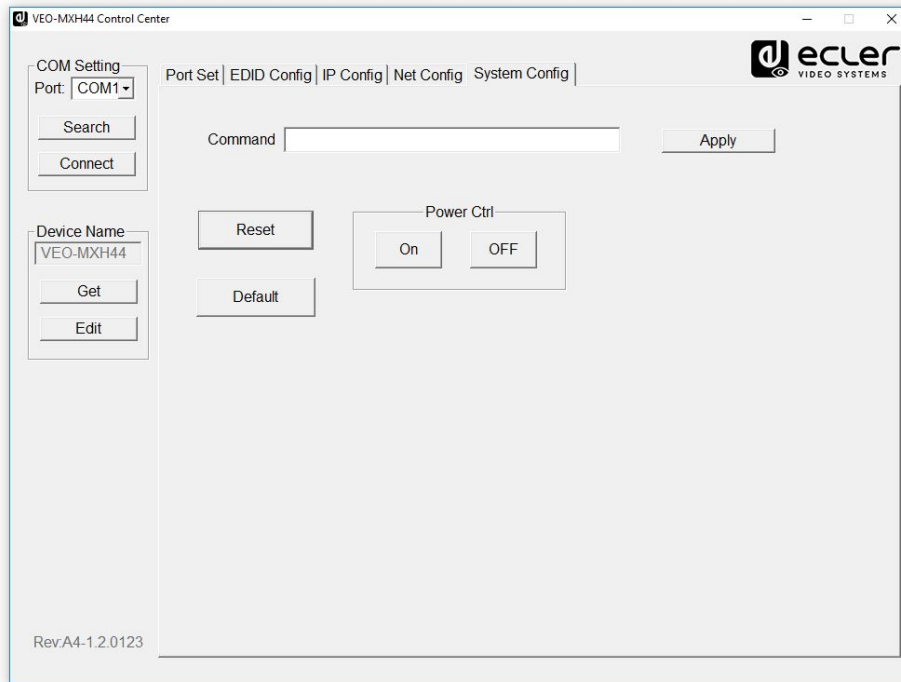 VEO-MXH44 Control Center
ecler
VIDEO SYSTEMS
COM Setting
Port: COM1
Search
Connect
Device Name
VEO-MXH44
Get
Edit
Rev:A4-1.2.0123
Port Set EDID Config IP Config Net Config System Config
Command Apply
Reset
Default
Power Ctrl
On OFF